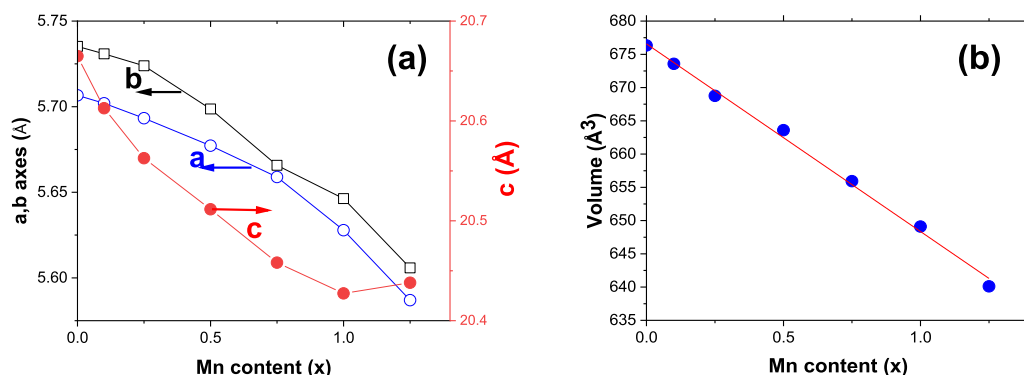 (a)
5.75
5.70
5.65
5.60
a,b axes (Å)
b
a
c
20.7
20.6
20.5
20.4
c (Å)
0.0 0.5 1.0
Mn content (x)
(b)
680
675
670
665
660
655
650
645
640
635
Volume (Å3)
0.0 0.5 1.0
Mn content (x)